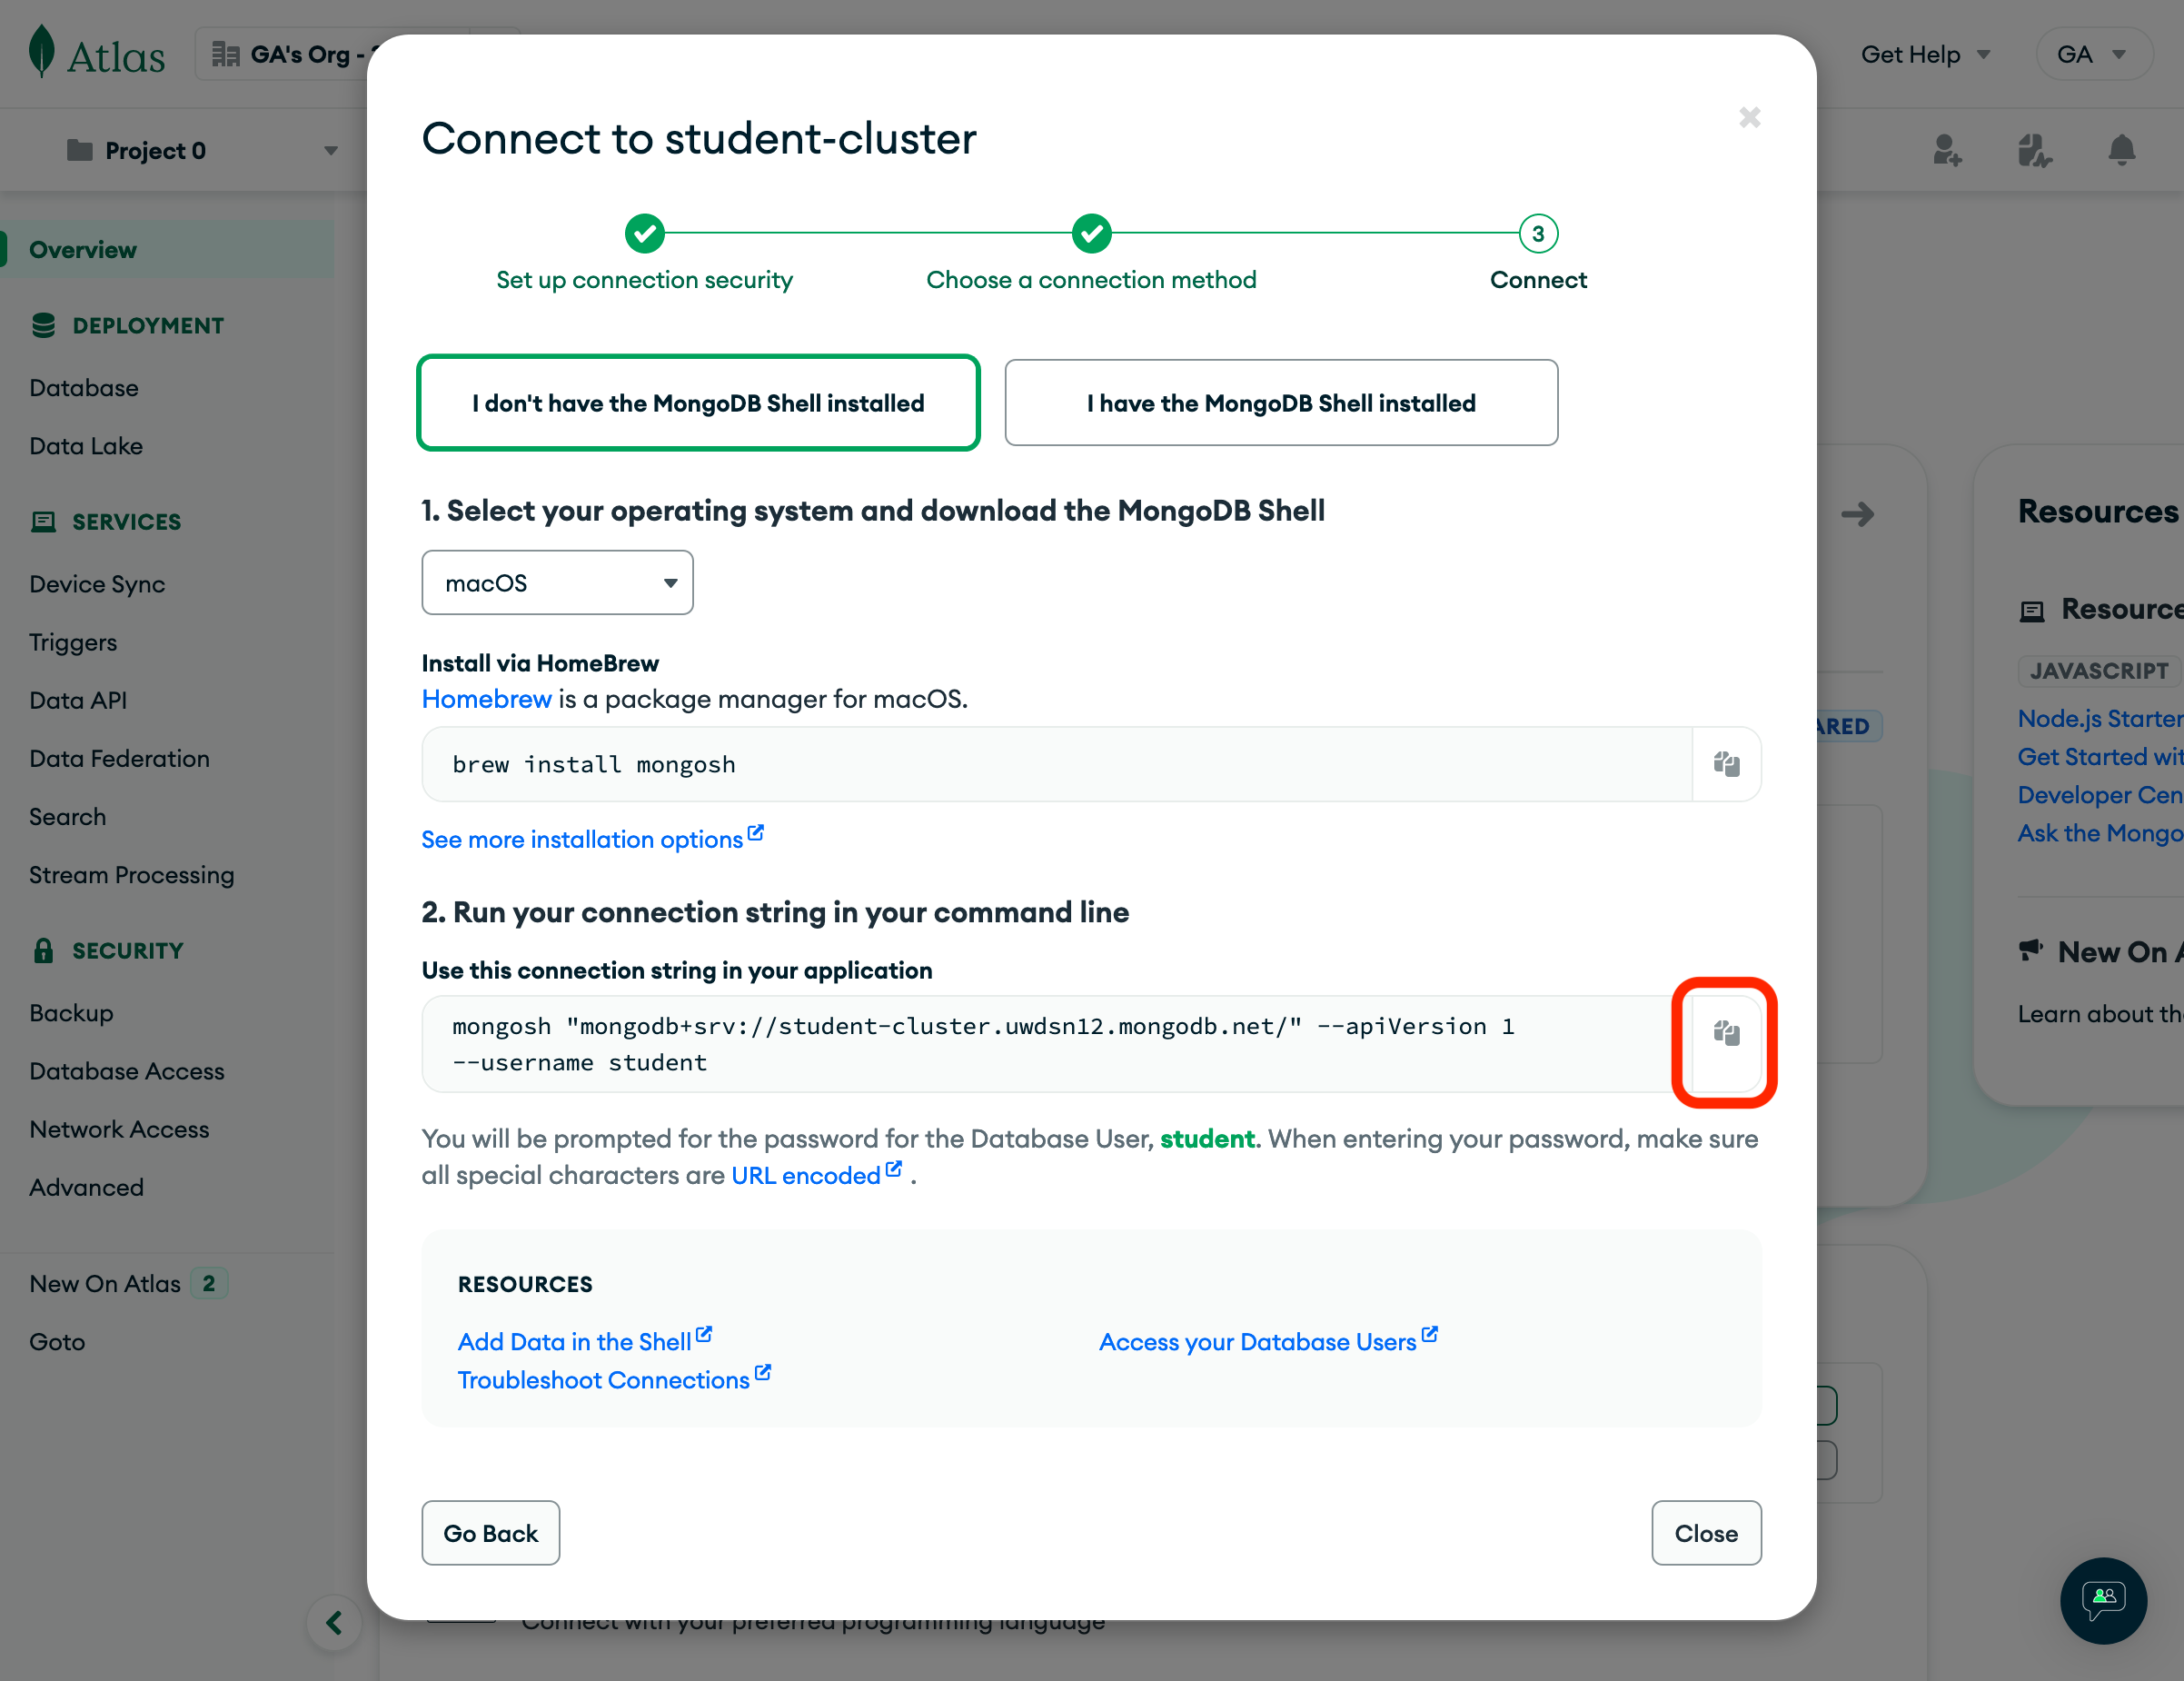 Atlas
GA's Org -
Get Help
GA
Project 0
Overview
DEPLOYMENT
Database
Data Lake
SERVICES
Device Sync
Triggers
Data API
Data Federation
Search
Stream Processing
SECURITY
Backup
Database Access
Network Access
Advanced
New On Atlas 2
Goto
Connect to student-cluster
Set up connection security
Choose a connection method
3
Connect
I don't have the MongoDB Shell installed
I have the MongoDB Shell installed
1. Select your operating system and download the MongoDB Shell
macOS
Install via HomeBrew
Homebrew is a package manager for macOS.
brew install mongosh
See more installation options
2. Run your connection string in your command line
Use this connection string in your application
mongosh "mongodb+srv://student-cluster.uwdsn12.mongodb.net/" --apiVersion 1
--username student
You will be prompted for the password for the Database User, student. When entering your password, make sure
all special characters are URL encoded .
RESOURCES
Add Data in the Shell
Access your Database Users
Troubleshoot Connections
Go Back
Close
Connect with your preferred programming language
Resources
JAVASCRIPT
Node.js Starter
Get Started
Developer
Ask the
New On
Learn about